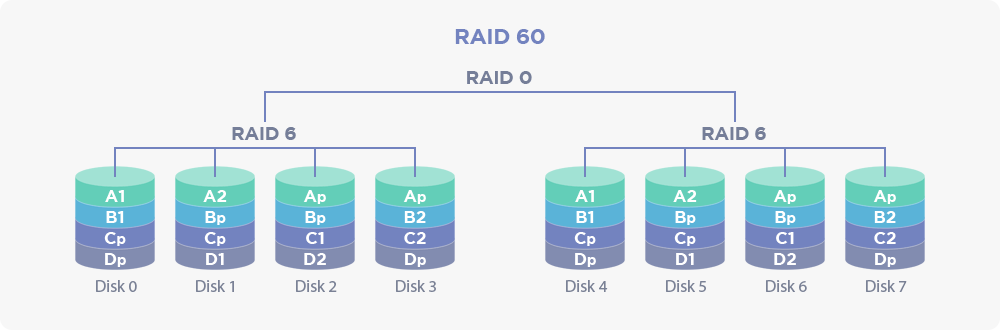 RAID 60
RAID 0
RAID 6 RAID 6
A1 A2 Ap Ap A1 A2 Ap Ap
B1 Bp Bp B2 B1 Bp Bp B2
Cp Cp C1 C2 Cp Cp C1 C2
Dp D1 D2 Dp Dp D1 D2 Dp
Disk 0 Disk 1 Disk 2 Disk 3 Disk 4 Disk 5 Disk 6 Disk 7